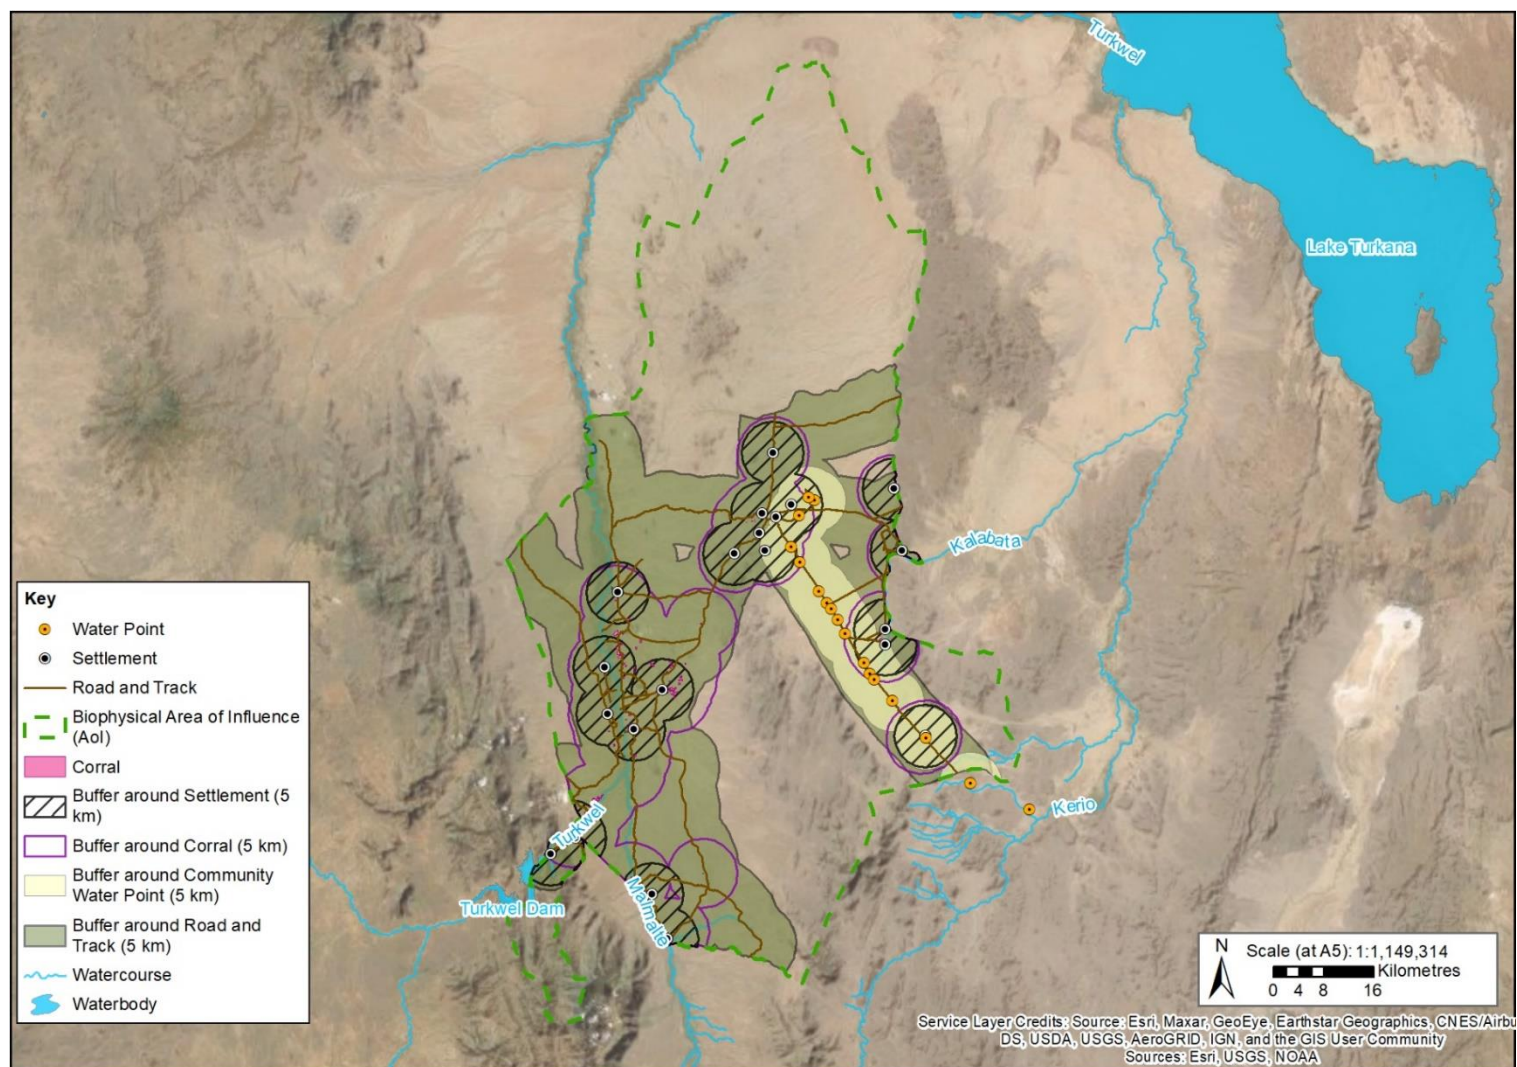 Turkwel
Lake Turkana
Kalabata
Kerio
Turkwel
Turkwel Dam
Malmalte
Key
Water Point
Settlement
Road and Track
Biophysical Area of Influence
(AoI)
Corral
Buffer around Settlement (5
km)
Buffer around Corral (5 km)
Buffer around Community
Water Point (5 km)
Buffer around Road and
Track (5 km)
Watercourse
Waterbody
N
Scale (at A5): 1:1,149,314
Kilometres
0 4 8 16
Service Layer Credits: Source: Esri, Maxar, GeoEye, Earthstar Geographics, CNES/Airbu
DS, USDA, USGS, AeroGRID, IGN, and the GIS User Community
Sources: Esri, USGS, NOAA